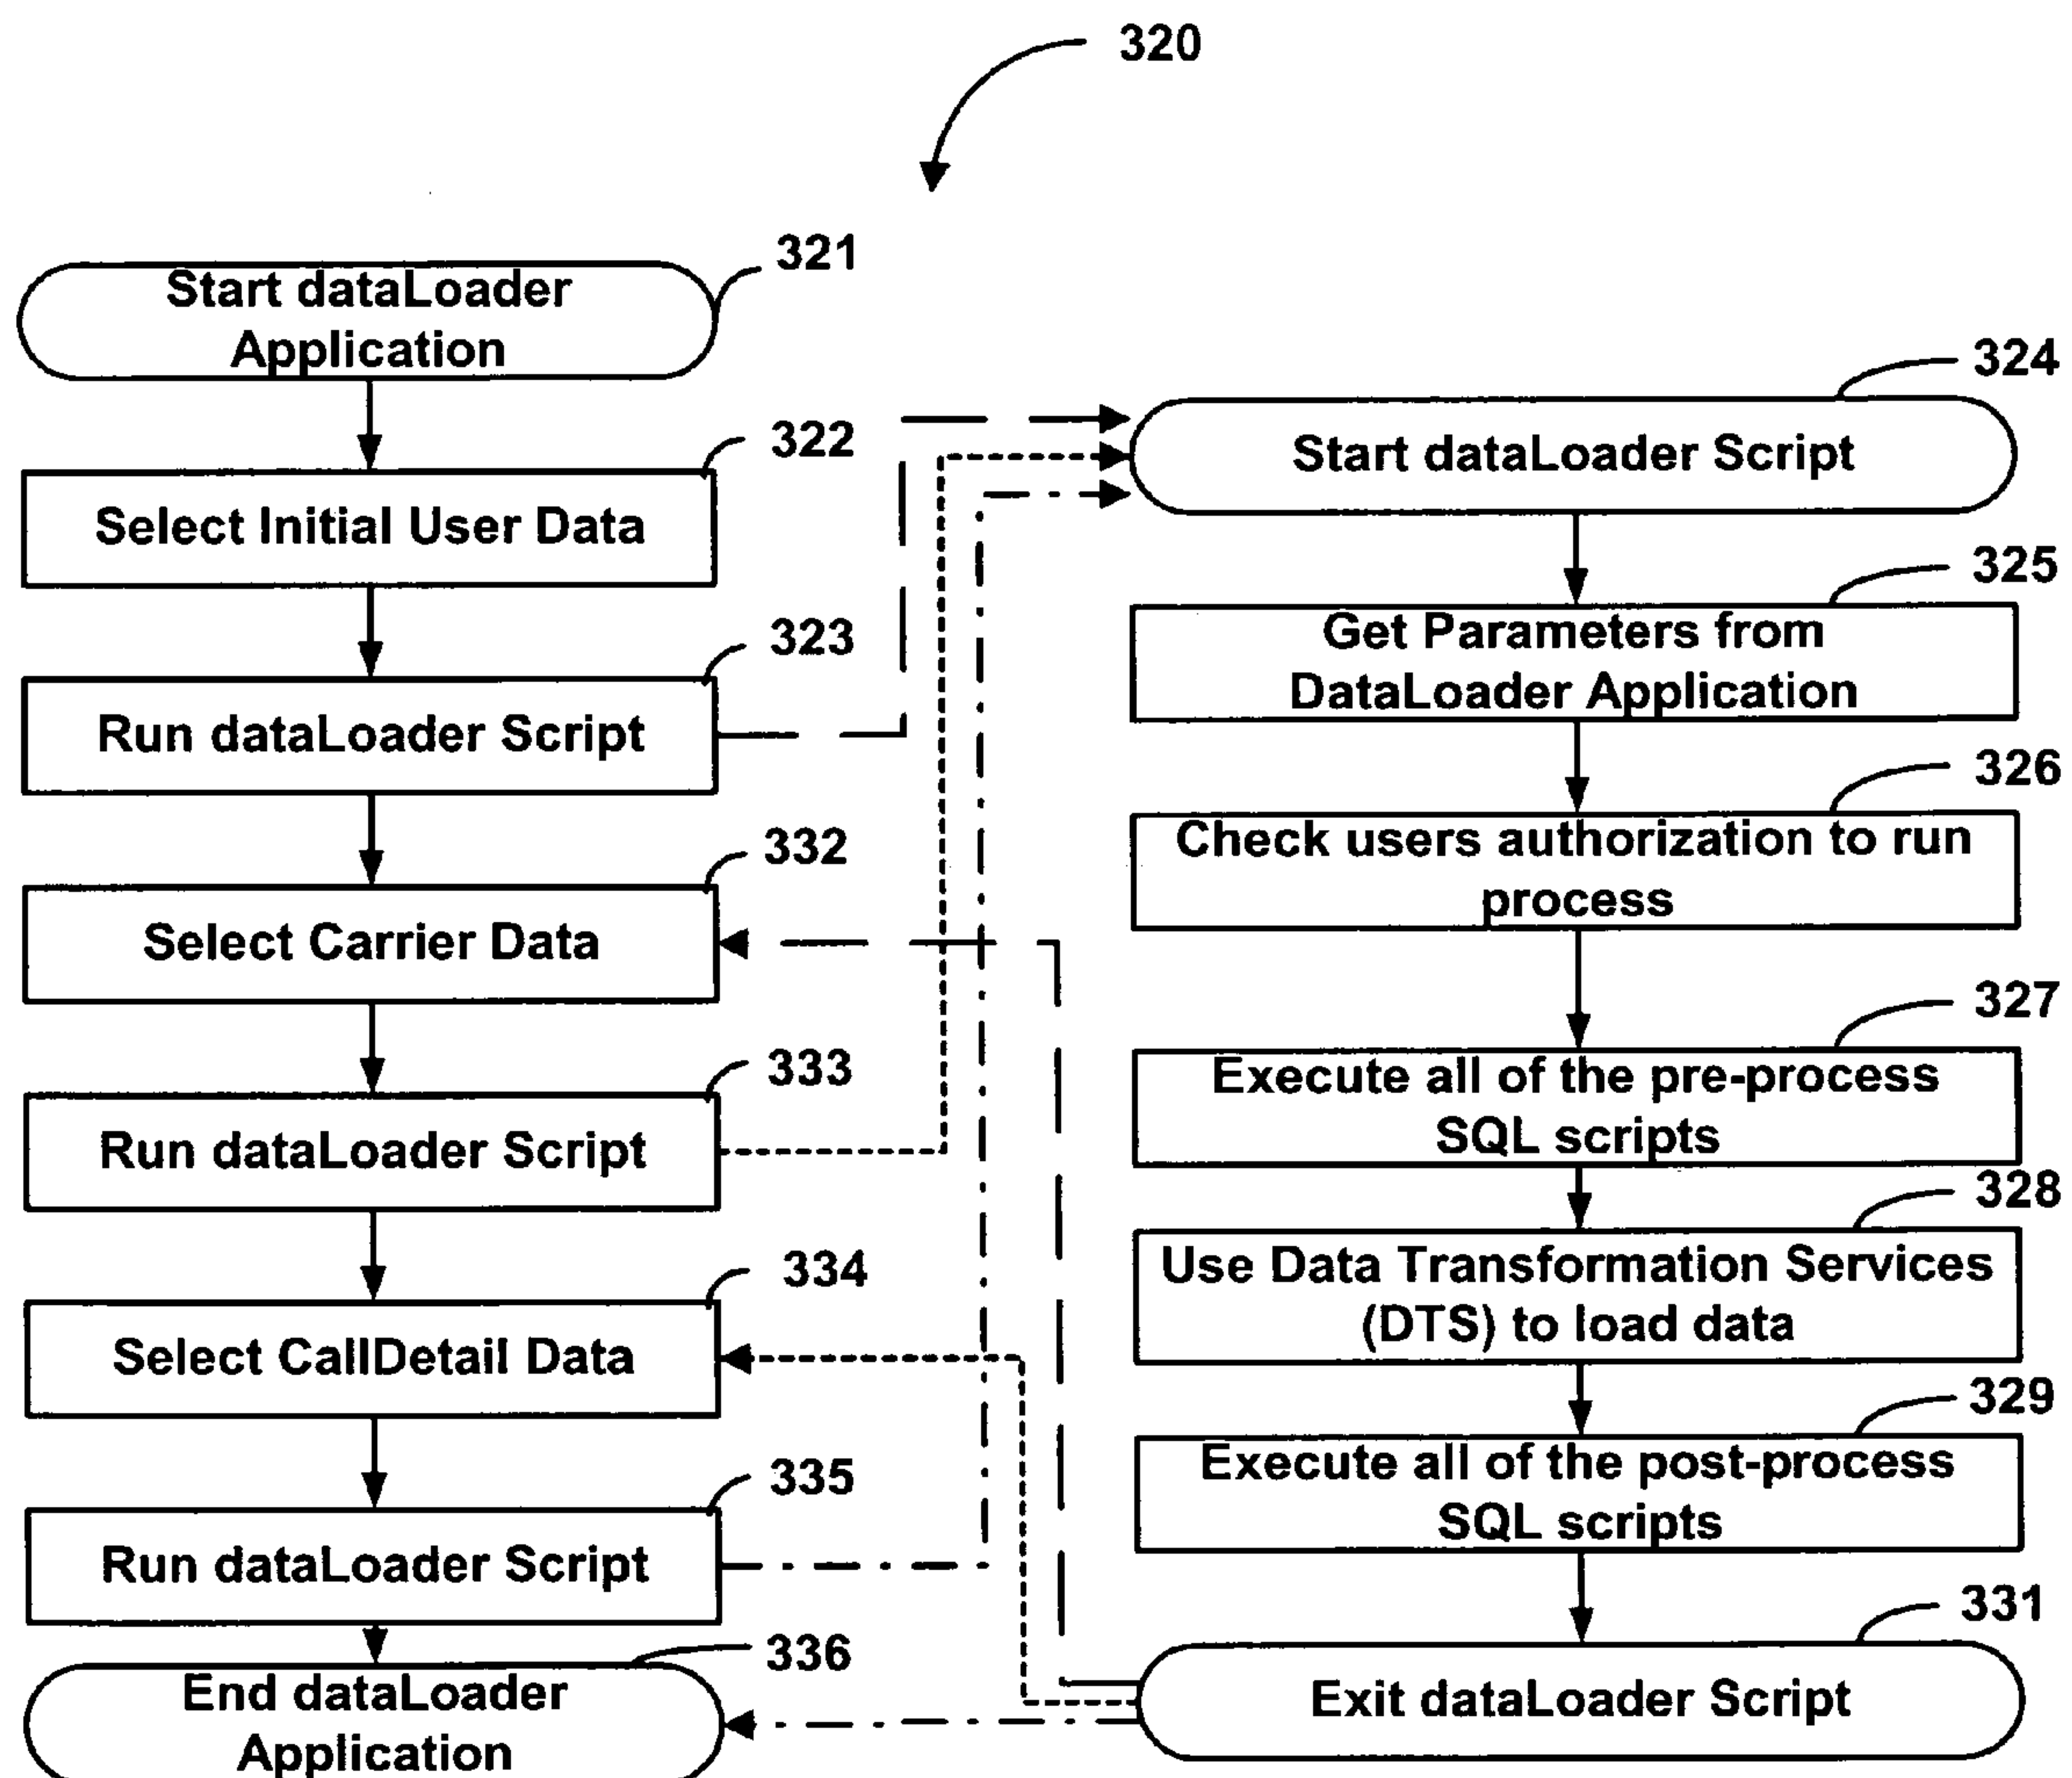 320
321
Start dataLoader
Application
322
Select Initial User Data
323
Run dataLoader Script
332
Select Carrier Data
333
Run dataLoader Script
334
Select CallDetail Data
335
Run dataLoader Script
336
End dataLoader
Application
324
Start dataLoader Script
325
Get Parameters from
DataLoader Application
326
Check users authorization to run
process
327
Execute all of the pre-process
SQL scripts
328
Use Data Transformation Services
(DTS) to load data
329
Execute all of the post-process
SQL scripts
331
Exit dataLoader Script